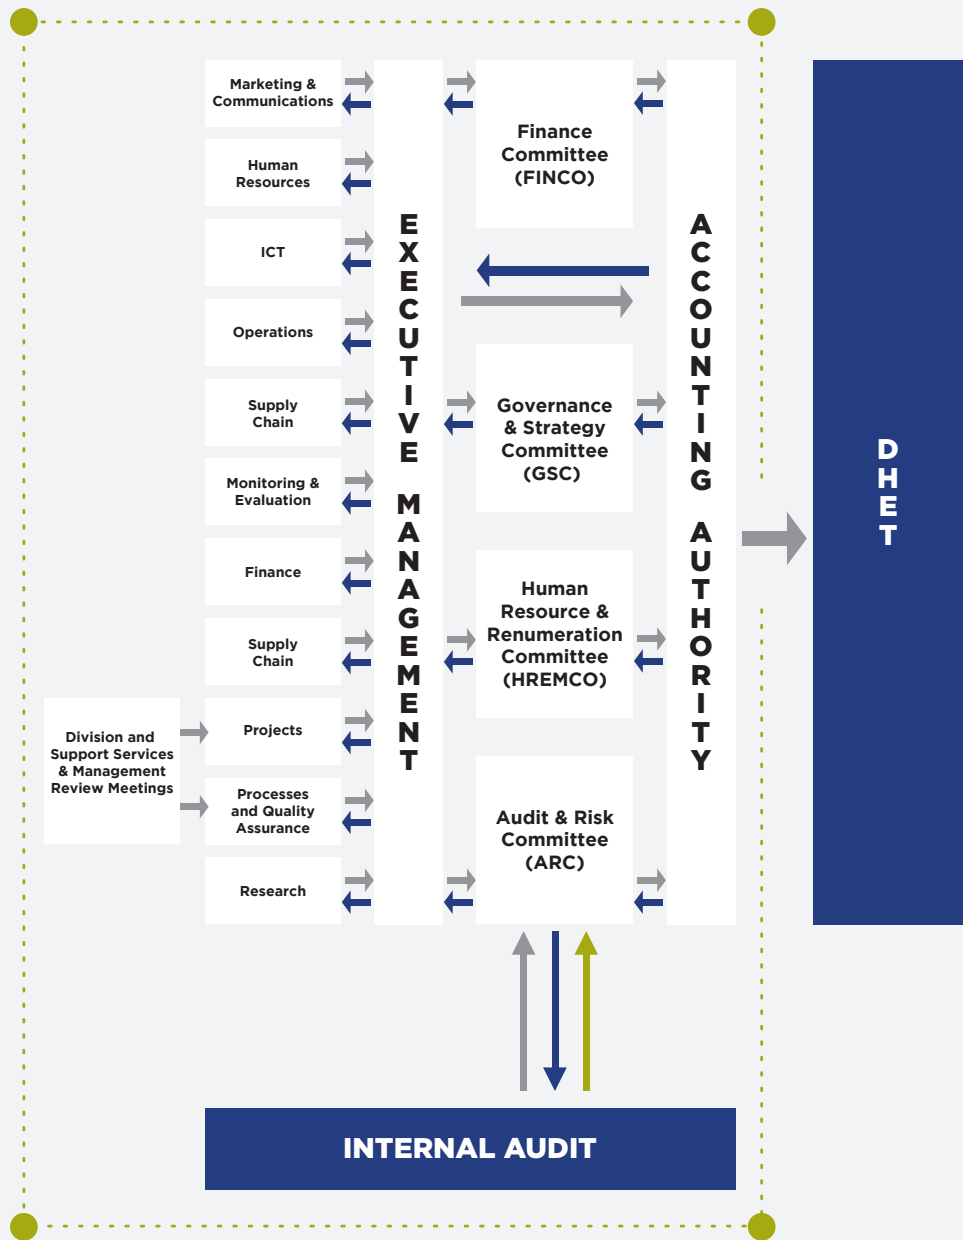 Marketing &
Communications
Human
Resources
ICT
Operations
Supply
Chain
Monitoring &
Evaluation
Finance
Supply
Chain
Projects
Processes
and Quality
Assurance
Research
Division and
Support Services
& Management
Review Meetings
EXECUTIVE MANAGEMENT
Finance
Committee
(FINCO)
Governance
& Strategy
Committee
(GSC)
Human
Resource &
Renumeration
Committee
(HREMCO)
Audit & Risk
Committee
(ARC)
ACCOUNTING AUTHORITY
DHET
INTERNAL AUDIT